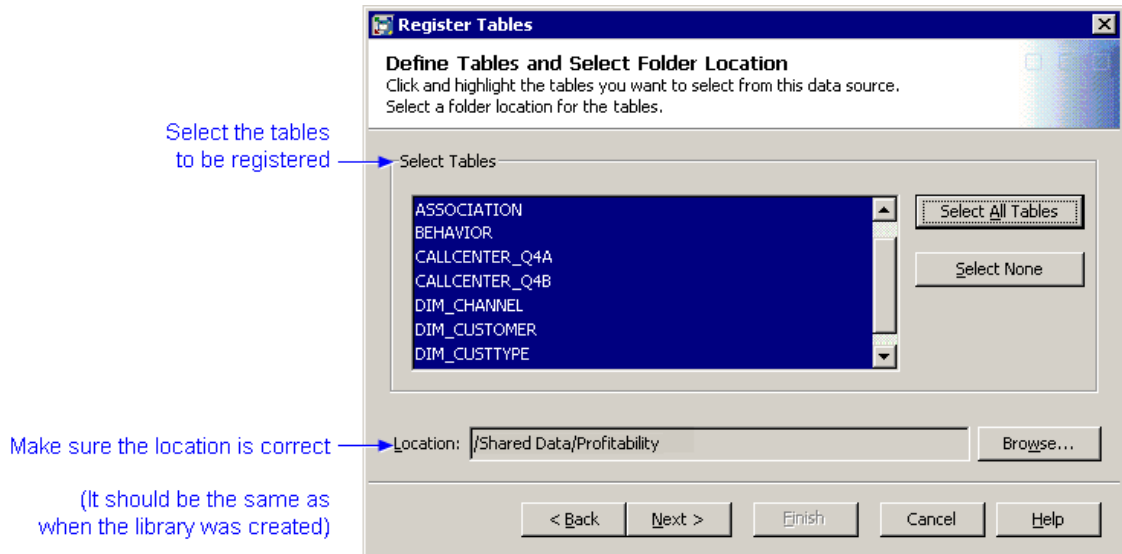 Register Tables
Define Tables and Select Folder Location
Click and highlight the tables you want to select from this data source.
Select a folder location for the tables.
Select the tables
to be registered
Select Tables
ASSOCIATION
BEHAVIOR
CALLCENTER_Q4A
CALLCENTER_Q4B
DIM_CHANNEL
DIM_CUSTOMER
DIM_CUSTTYPE
Select All Tables
Select None
Make sure the location is correct
Location: /Shared Data/Profitability
Browse...
(It should be the same as
when the library was created)
< Back
Next >
Finish
Cancel
Help